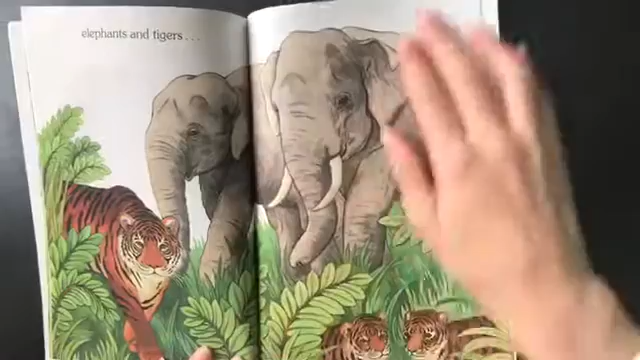 elephants and tigers . . .